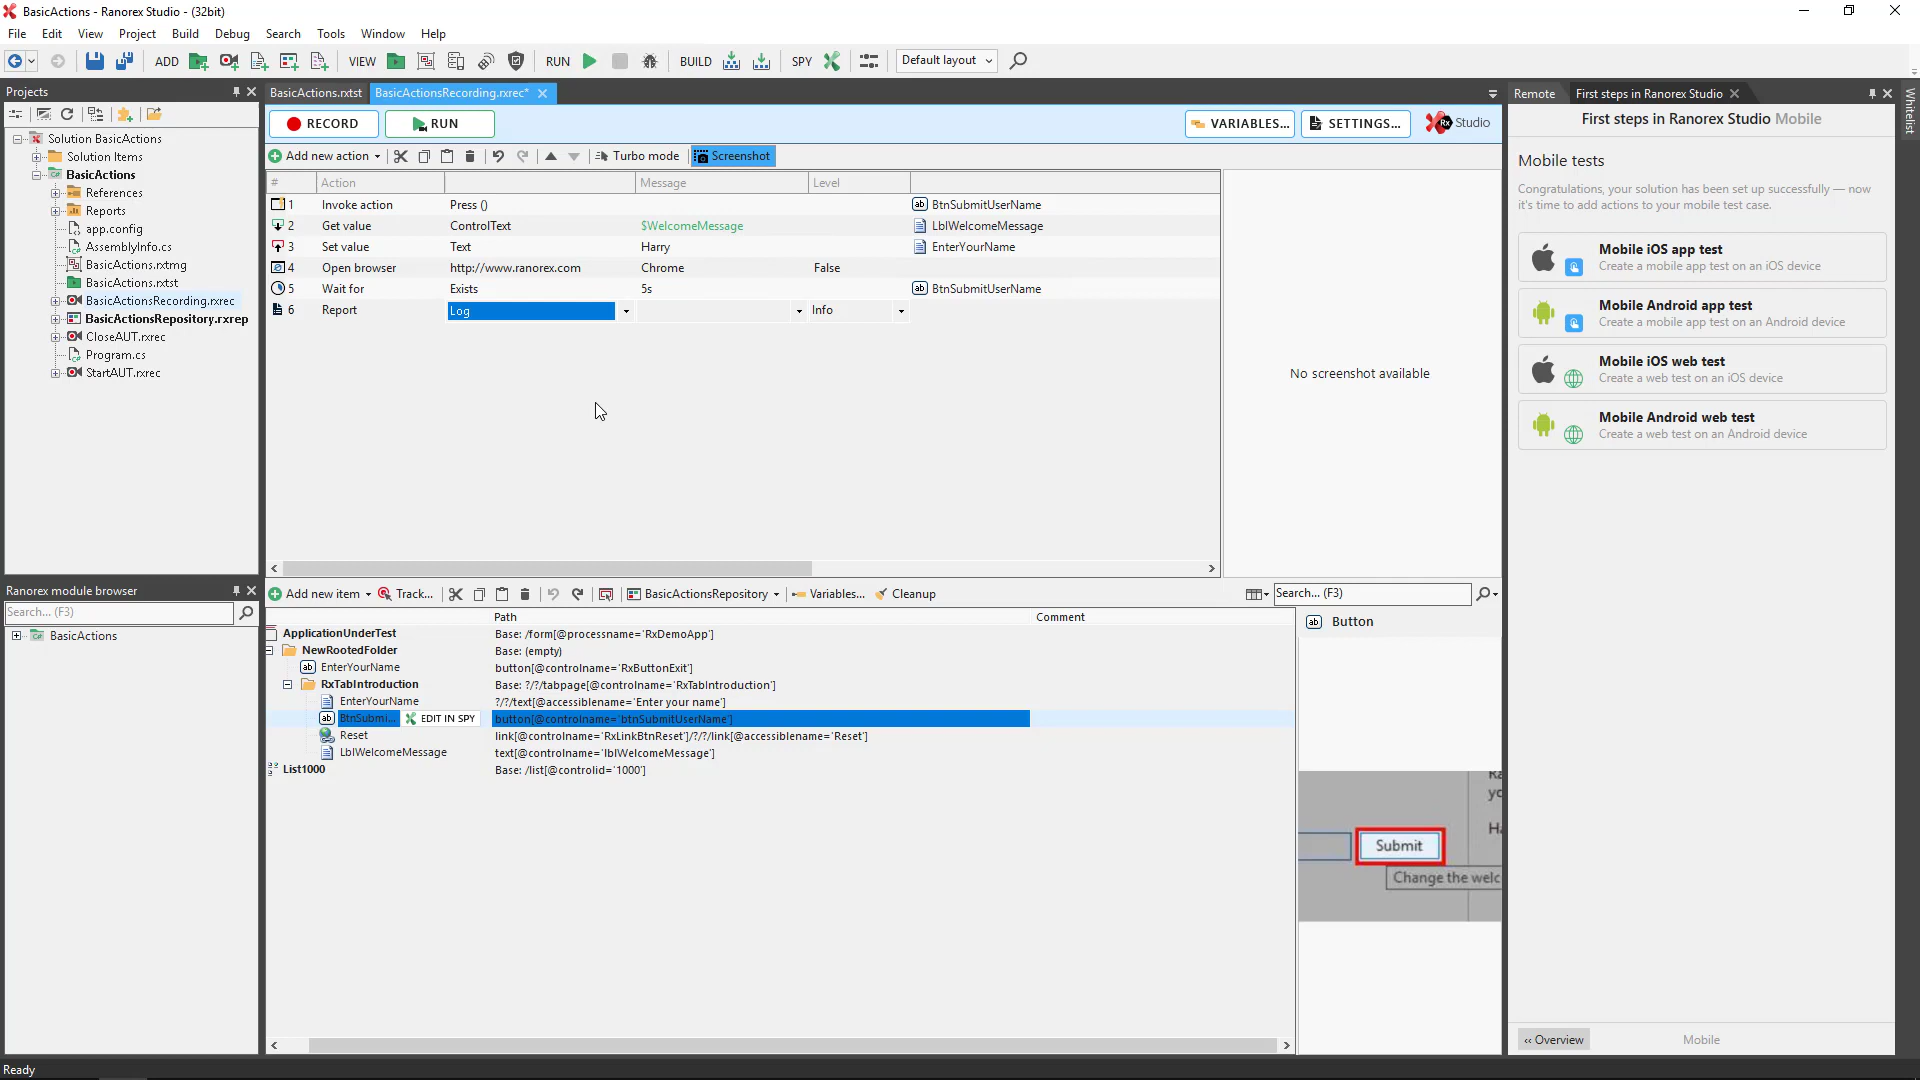 BasicActions - Ranorex Studio - (32bit)
File Edit View Project Build Debug Search Tools Window Help
ADD VIEW RUN BUILD SPY Default layout
Projects
Solution BasicActions
Solution Items
BasicActions
References
Reports
app.config
AssemblyInfo.cs
BasicActions.rxtmg
BasicActions.rxtst
BasicActionsRecording.rxrec
BasicActionsRepository.rxrep
CloseAUT.rxrec
Program.cs
StartAUT.rxrec
Ranorex module browser
Search... (F3)
BasicActions
BasicActions.rxtst BasicActionsRecording.rxrec*
RECORD RUN VARIABLES... SETTINGS... Rx Studio
Add new action Turbo mode Screenshot
# Action Message Level
1 Invoke action Press () ab BtnSubmitUserName
2 Get value ControlText $WelcomeMessage LblWelcomeMessage
3 Set value Text Harry EnterYourName
4 Open browser http://www.ranorex.com Chrome False
5 Wait for Exists 5s ab BtnSubmitUserName
6 Report Log Info
No screenshot available
Add new item Track... BasicActionsRepository Variables... Cleanup Search... (F3)
Path Comment
ApplicationUnderTest Base: /form[@processname='RxDemoApp']
NewRootedFolder Base: (empty)
ab EnterYourName button[@controlname='RxButtonExit']
RxTabIntroduction Base: ?/?/tabpage[@controlname='RxTabIntroduction']
EnterYourName ?/?/text[@accessiblename='Enter your name']
ab BtnSubmi... EDIT IN SPY button[@controlname='btnSubmitUserName']
Reset link[@controlname='RxLinkBtnReset']/?/?/link[@accessiblename='Reset']
LblWelcomeMessage text[@controlname='lblWelcomeMessage']
List1000 Base: /list[@controlid='1000']
ab Button
yo
Submit
Change the welc
Remote First steps in Ranorex Studio
First steps in Ranorex Studio Mobile
Mobile tests
Congratulations, your solution has been set up successfully — now
it's time to add actions to your mobile test case.
Mobile iOS app test
Create a mobile app test on an iOS device
Mobile Android app test
Create a mobile app test on an Android device
Mobile iOS web test
Create a web test on an iOS device
Mobile Android web test
Create a web test on an Android device
‹‹ Overview Mobile
Whitelist
Ready